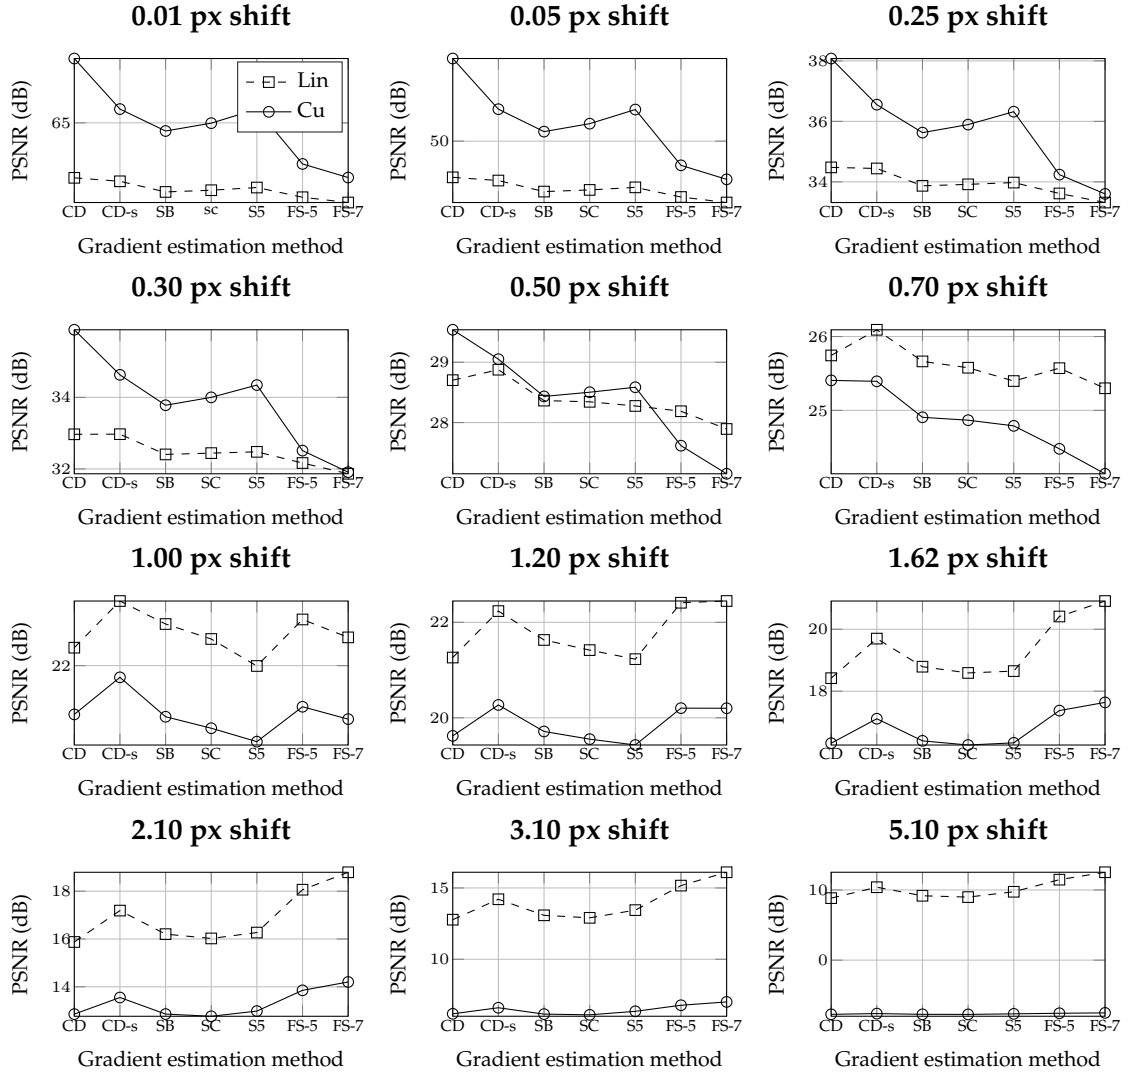 0.01 px shift
0.05 px shift
0.25 px shift
PSNR (dB)
65
Lin
Cu
CD CD-s SB sc S5 FS-5 FS-7
Gradient estimation method
PSNR (dB)
50
CD CD-s SB SC S5 FS-5 FS-7
Gradient estimation method
PSNR (dB)
38
36
34
CD CD-s SB SC S5 FS-5 FS-7
Gradient estimation method
0.30 px shift
0.50 px shift
0.70 px shift
PSNR (dB)
34
32
CD CD-s SB SC S5 FS-5 FS-7
Gradient estimation method
PSNR (dB)
29
28
CD CD-s SB SC S5 FS-5 FS-7
Gradient estimation method
PSNR (dB)
26
25
CD CD-s SB SC S5 FS-5 FS-7
Gradient estimation method
1.00 px shift
1.20 px shift
1.62 px shift
PSNR (dB)
22
CD CD-s SB SC S5 FS-5 FS-7
Gradient estimation method
PSNR (dB)
22
20
CD CD-s SB SC S5 FS-5 FS-7
Gradient estimation method
PSNR (dB)
20
18
CD CD-s SB SC S5 FS-5 FS-7
Gradient estimation method
2.10 px shift
3.10 px shift
5.10 px shift
PSNR (dB)
18
16
14
CD CD-s SB SC S5 FS-5 FS-7
Gradient estimation method
PSNR (dB)
15
10
CD CD-s SB SC S5 FS-5 FS-7
Gradient estimation method
PSNR (dB)
10
0
CD CD-s SB SC S5 FS-5 FS-7
Gradient estimation method